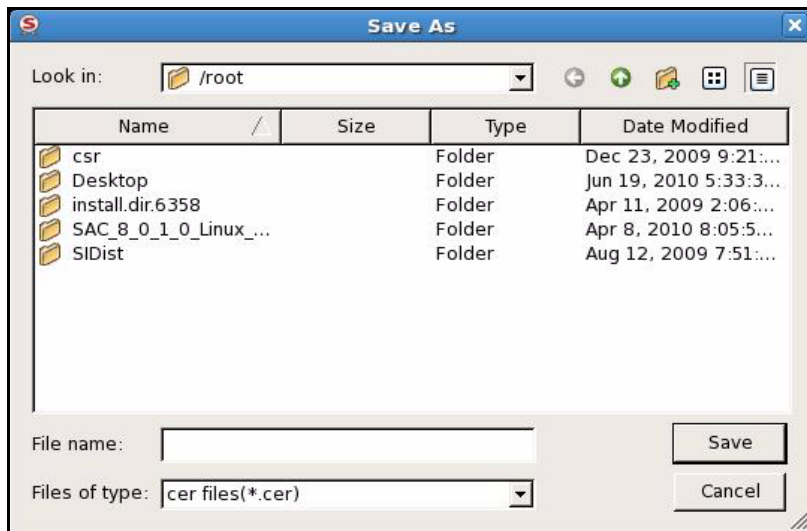 Save As
Look in: /root
Name Size Type Date Modified
csr Folder Dec 23, 2009 9:21:...
Desktop Folder Jun 19, 2010 5:33:3...
install.dir.6358 Folder Apr 11, 2009 2:06:...
SAC_8_0_1_0_Linux_... Folder Apr 8, 2010 8:05:5...
SIDist Folder Aug 12, 2009 7:51:...
File name: Save
Files of type: cer files(*.cer) Cancel